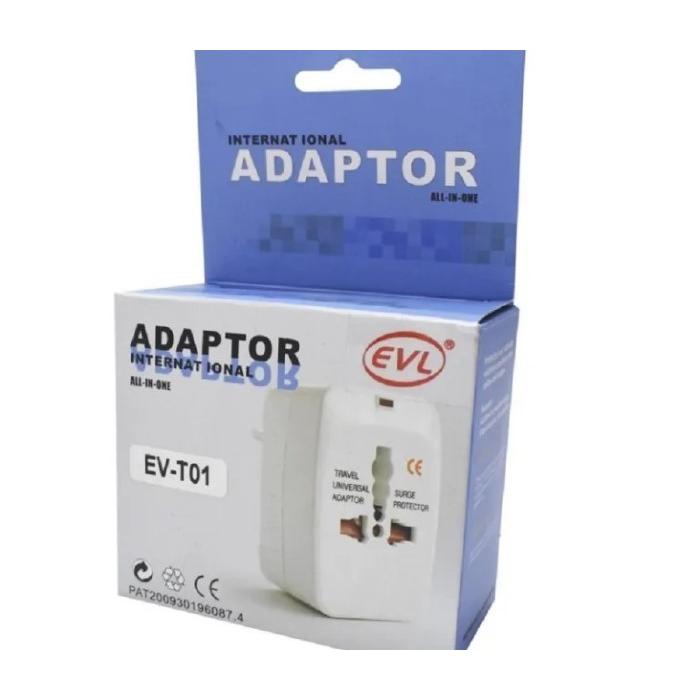 INTERNAT IONAL
ADAPTOR
ALL-IN-ONE
ADAPTOR
INTERNAT IONAL
ADAPTOR
ALL-IN-ONE
EVL®
EV-T01
TRAVEL
UNIVERSAL
ADAPTOR
CE
SURGE
PROTECTOR
CE
PAT200930196087.4